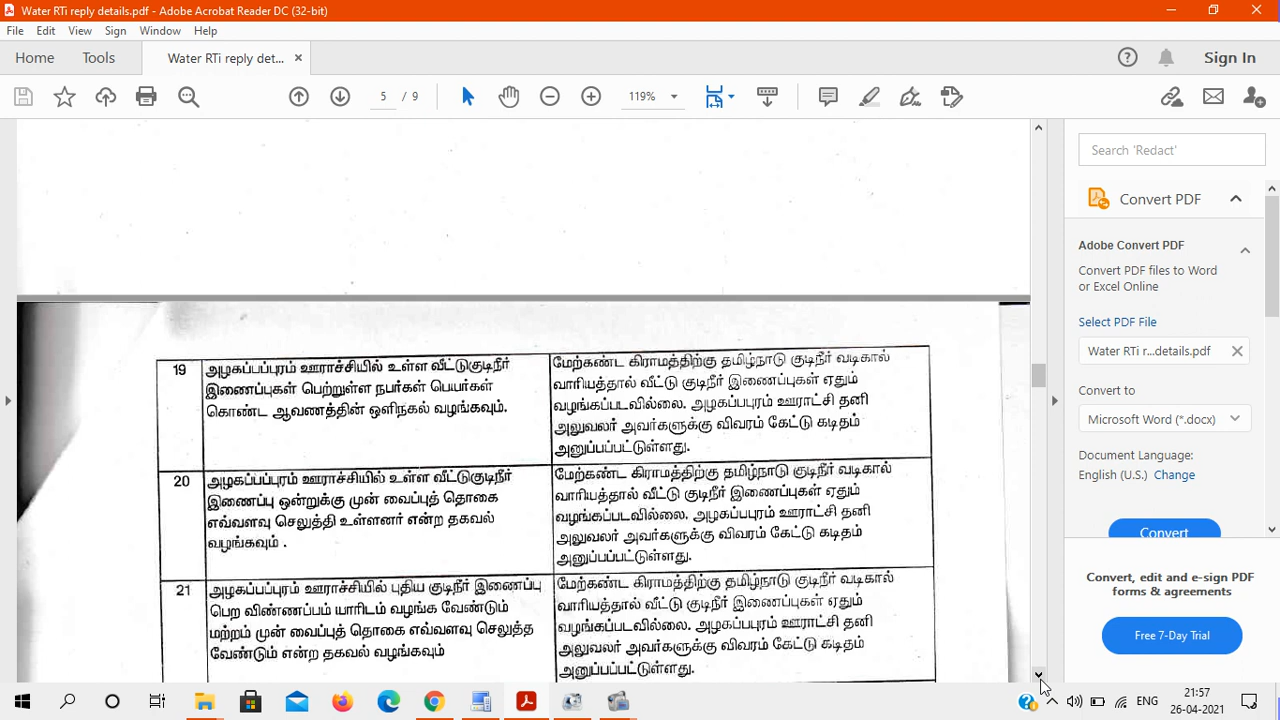 Water RTi reply details.pdf - Adobe Acrobat Reader DC (32-bit)
File Edit View Sign Window Help
Home Tools Water RTi reply det... × Sign In
5 / 9 119%
Search 'Redact'
Convert PDF
Adobe Convert PDF
Convert PDF files to Word
or Excel Online
Select PDF File
Water RTi r...details.pdf
Convert to
Microsoft Word (*.docx)
Document Language:
English (U.S.) Change
Convert
Convert, edit and e-sign PDF
forms & agreements
Free 7-Day Trial
19
அழகப்பப்புரம் ஊராச்சியில் உள்ள வீட்டுகுடிநீர்
இணைப்புகள் பெற்றுள்ள நபர்கள் பெயர்கள்
கொண்ட ஆவணத்தின் ஒளிநகல் வழங்கவும்.
மேற்கண்ட கிராமத்திற்கு தமிழ்நாடு குடிநீர் வடிகால்
வாரியத்தால் வீட்டு குடிநீர் இணைப்புகள் ஏதும்
வழங்கப்படவில்லை. அழகப்பபுரம் ஊராட்சி தனி
அலுவலர் அவர்களுக்கு விவரம் கேட்டு கடிதம்
அனுப்பப்பட்டுள்ளது.
20
அழகப்பப்புரம் ஊராச்சியில் உள்ள வீட்டுகுடிநீர்
இணைப்பு ஒன்றுக்கு முன் வைப்புத் தொகை
எவ்வளவு செலுத்தி உள்ளனர் என்ற தகவல்
வழங்கவும் .
மேற்கண்ட கிராமத்திற்கு தமிழ்நாடு குடிநீர் வடிகால்
வாரியத்தால் வீட்டு குடிநீர் இணைப்புகள் ஏதும்
வழங்கப்படவில்லை. அழகப்பபுரம் ஊராட்சி தனி
அலுவலர் அவர்களுக்கு விவரம் கேட்டு கடிதம்
அனுப்பப்பட்டுள்ளது.
21
அழகப்பப்புரம் ஊராச்சியில் புதிய குடிநீர் இணைப்பு
பெற விண்ணப்பம் யாரிடம் வழங்க வேண்டும்
மற்றம் முன் வைப்புத் தொகை எவ்வளவு செலுத்த
வேண்டும் என்ற தகவல் வழங்கவும்
மேற்கண்ட கிராமத்திற்கு தமிழ்நாடு குடிநீர் வடிகால்
வாரியத்தால் வீட்டு குடிநீர் இணைப்புகள் ஏதும்
வழங்கப்படவில்லை. அழகப்பபுரம் ஊராட்சி தனி
அலுவலர் அவர்களுக்கு விவரம் கேட்டு கடிதம்
அனுப்பப்பட்டுள்ளது.
ENG 21:57
26-04-2021